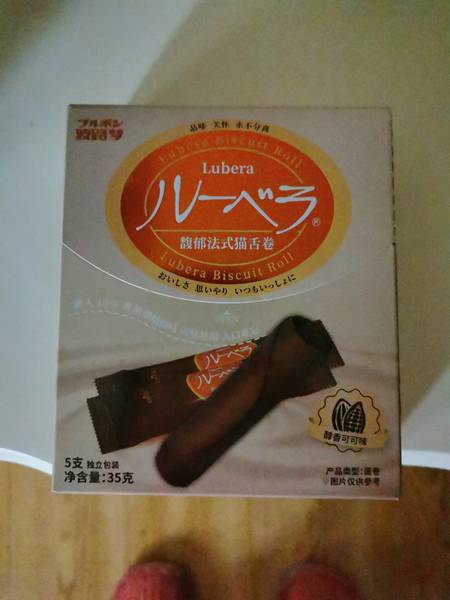 ブルボン
波路梦
品味 关怀 永不分离
Lubera Biscuit Roll
Lubera
ルーベラ®
馥郁法式猫舌卷
Lubera Biscuit Roll
おいしさ 思いやり いつもいっしょに
ルーベラ
ルーベラ
醇香可可味
5支 独立包装
净含量:35克
产品类型:蛋卷
※图片仅供参考